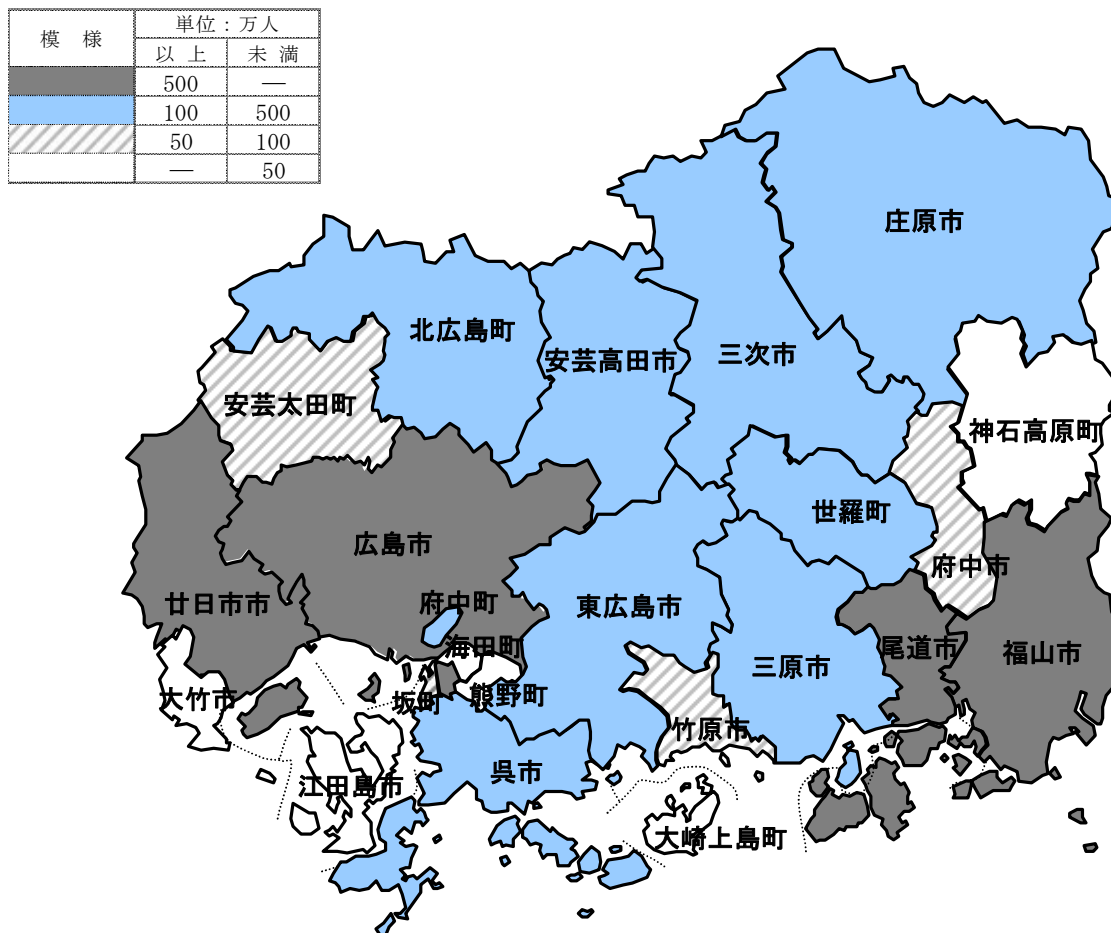 模 様
単位：万人
以 上 未 満
500 ―
100 500
50 100
― 50
庄原市
北広島町
安芸高田市
三次市
安芸太田町
神石高原町
世羅町
広島市
府中市
廿日市市
府中町
東広島市
海田町
尾道市
福山市
三原市
大竹市
坂町
熊野町
竹原市
呉市
江田島市
大崎上島町